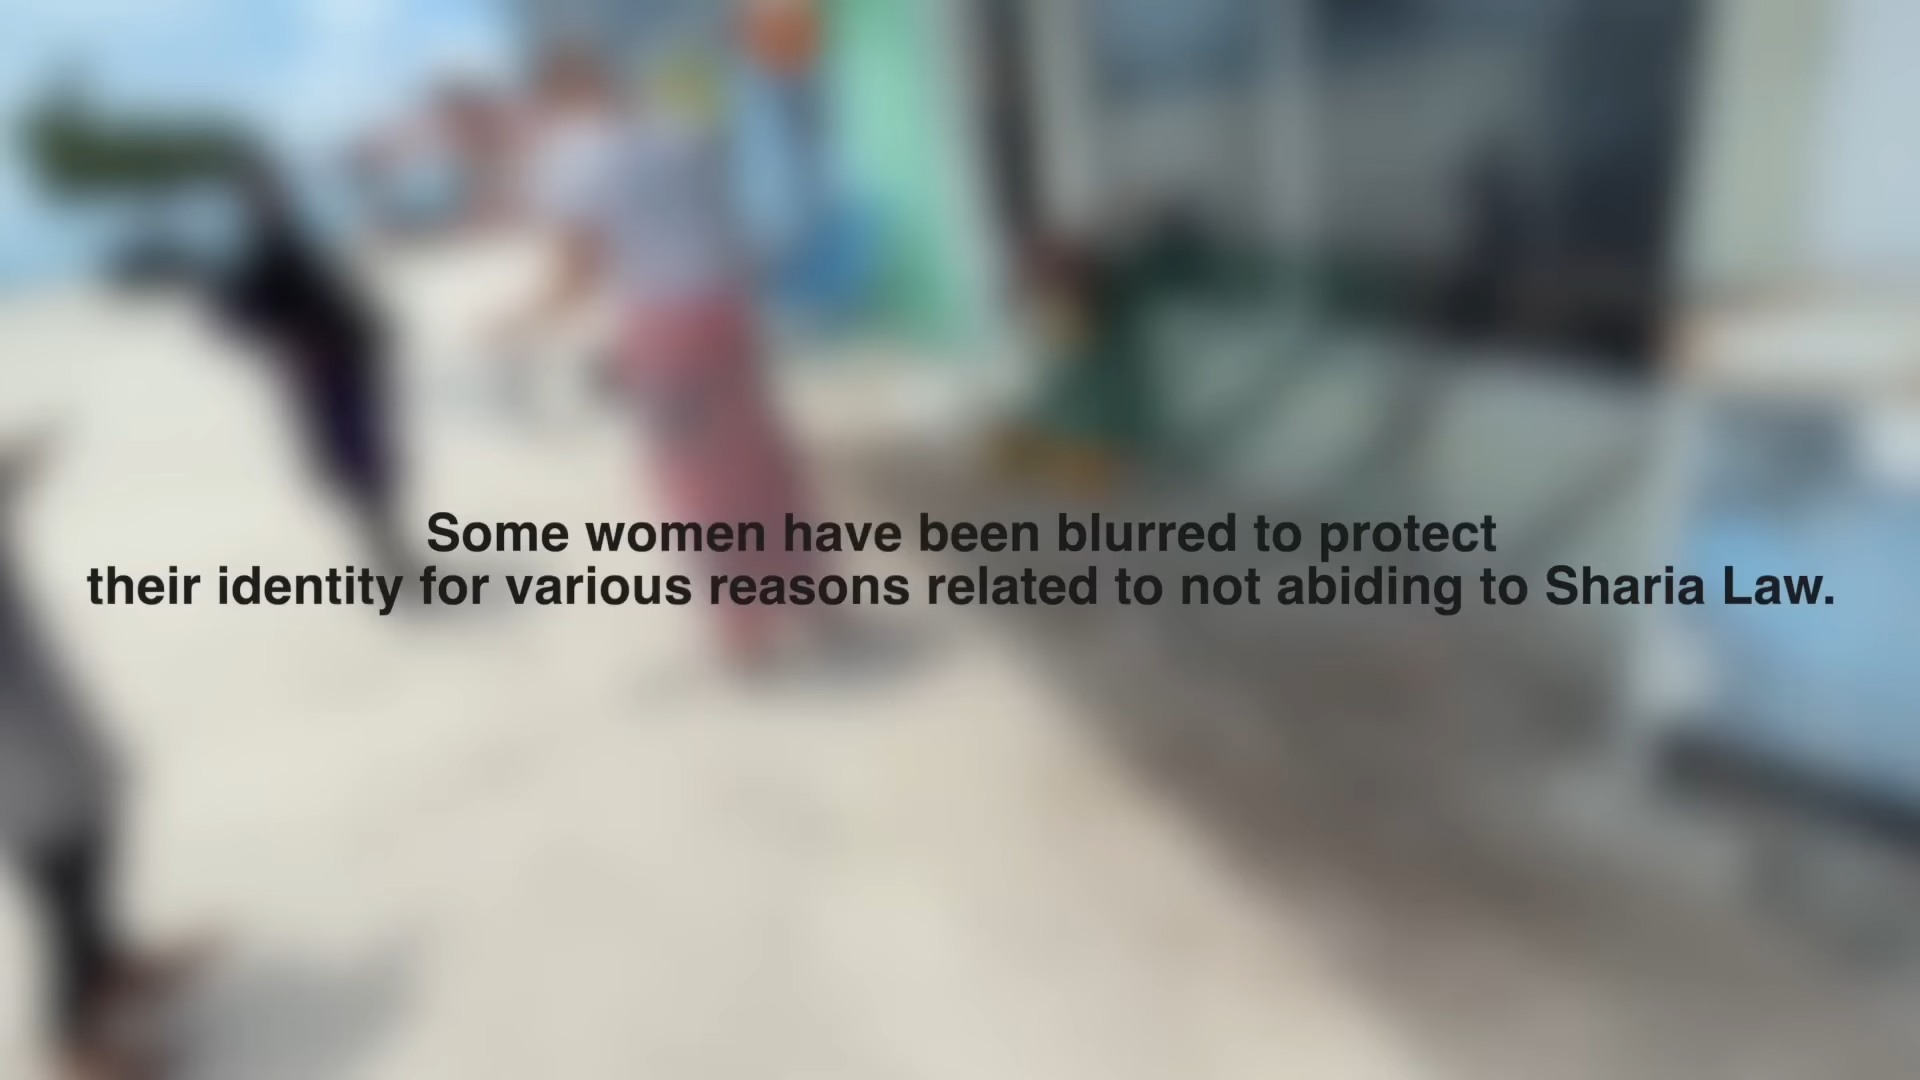 Some women have been blurred to protect
their identity for various reasons related to not abiding to Sharia Law.